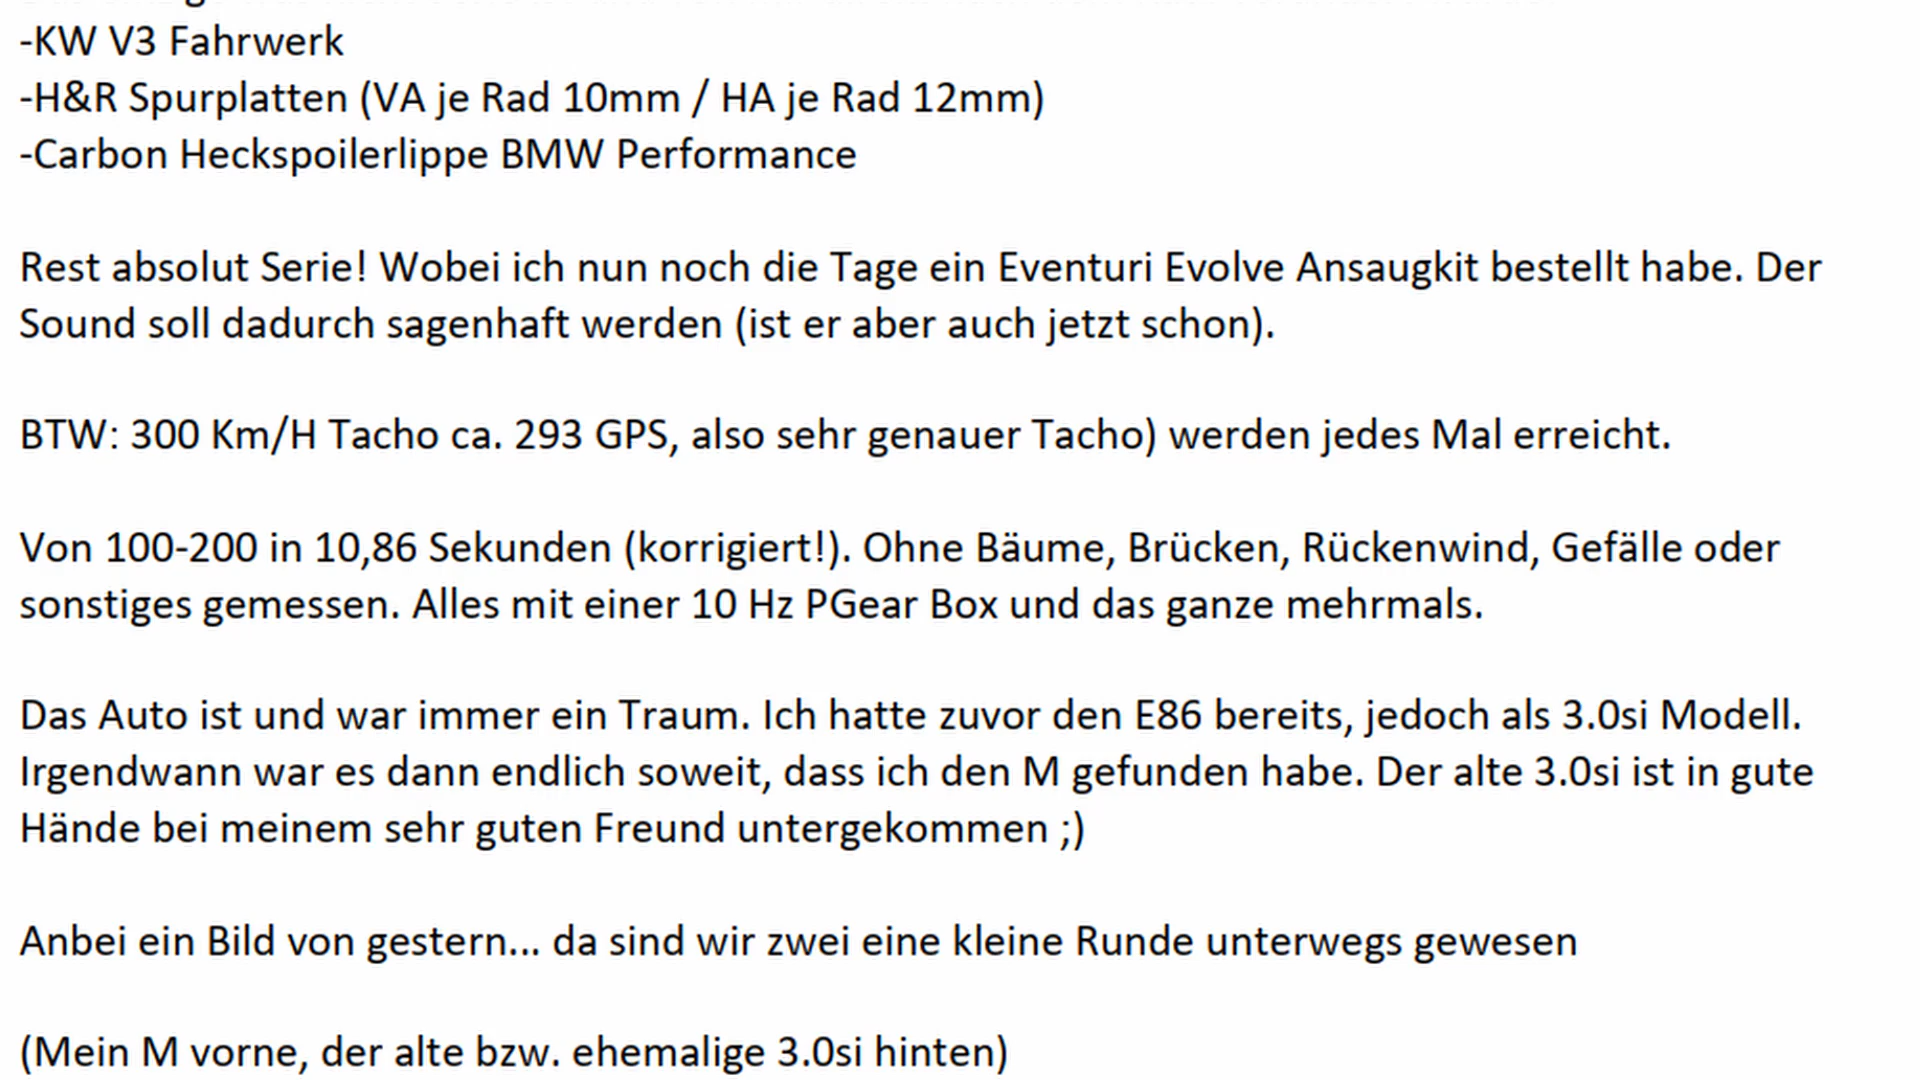 -KW V3 Fahrwerk
-H&R Spurplatten (VA je Rad 10mm / HA je Rad 12mm)
-Carbon Heckspoilerlippe BMW Performance
Rest absolut Serie! Wobei ich nun noch die Tage ein Eventuri Evolve Ansaugkit bestellt habe. Der
Sound soll dadurch sagenhaft werden (ist er aber auch jetzt schon).
BTW: 300 Km/H Tacho ca. 293 GPS, also sehr genauer Tacho) werden jedes Mal erreicht.
Von 100-200 in 10,86 Sekunden (korrigiert!). Ohne Bäume, Brücken, Rückenwind, Gefälle oder
sonstiges gemessen. Alles mit einer 10 Hz PGear Box und das ganze mehrmals.
Das Auto ist und war immer ein Traum. Ich hatte zuvor den E86 bereits, jedoch als 3.0si Modell.
Irgendwann war es dann endlich soweit, dass ich den M gefunden habe. Der alte 3.0si ist in gute
Hände bei meinem sehr guten Freund untergekommen ;)
Anbei ein Bild von gestern... da sind wir zwei eine kleine Runde unterwegs gewesen
(Mein M vorne, der alte bzw. ehemalige 3.0si hinten)